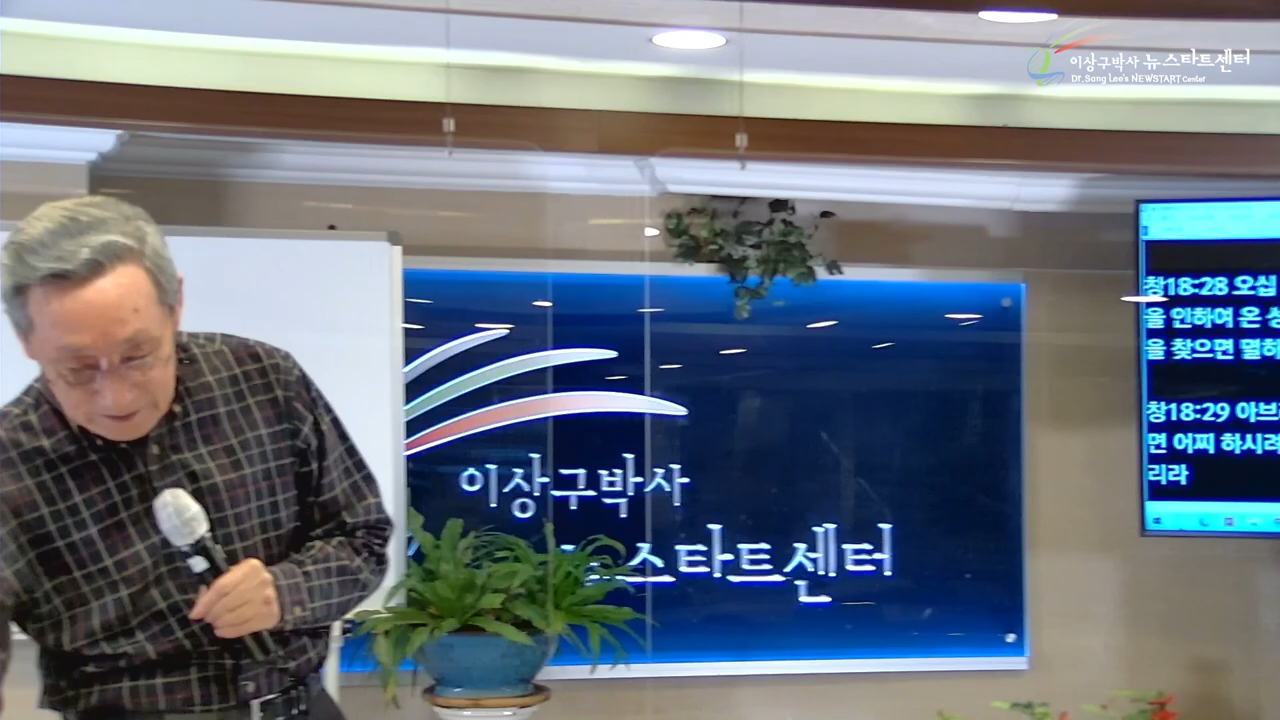 이상구박사 뉴스타트센터
Dr. Sang Lee's NEWSTART Center
창18:28 오십
을 인하여 온
을 찾으면 멸하
창18:29 아브
면 어찌 하시려
리라
이상구박사
스타트센터